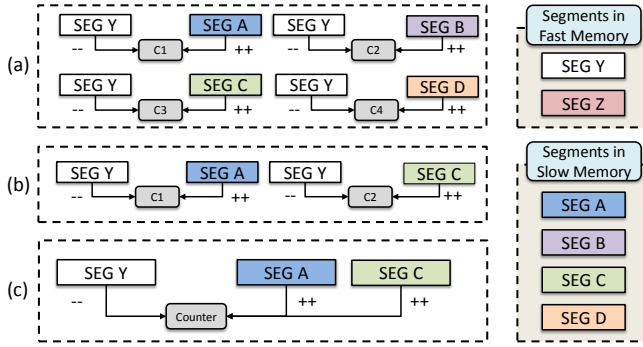 (a)
SEG Y
SEG A
SEG Y
SEG B
--
C1
++
--
C2
++
SEG Y
SEG C
SEG Y
SEG D
--
C3
++
--
C4
++
(b)
SEG Y
SEG A
SEG Y
SEG C
--
C1
++
--
C2
++
(c)
SEG Y
SEG A
SEG C
--
Counter
++
++
Segments in
Fast Memory
SEG Y
SEG Z
Segments in
Slow Memory
SEG A
SEG B
SEG C
SEG D